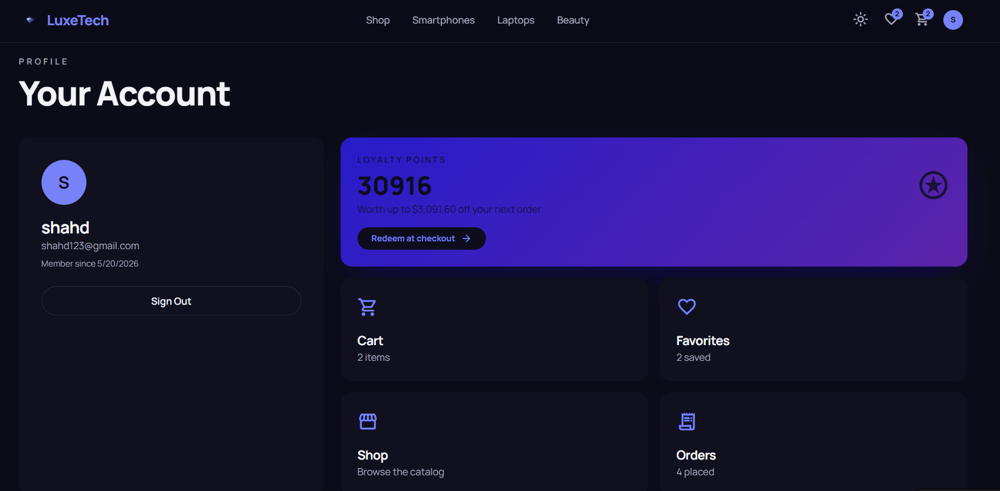 LuxeTech
Shop
Smartphones
Laptops
Beauty
2
2
S
PROFILE
Your Account
S
shahd
shahd123@gmail.com
Member since 5/20/2026
Sign Out
LOYALTY POINTS
30916
Worth up to $3,091.60 off your next order
Redeem at checkout
Cart
2 items
Favorites
2 saved
Shop
Browse the catalog
Orders
4 placed